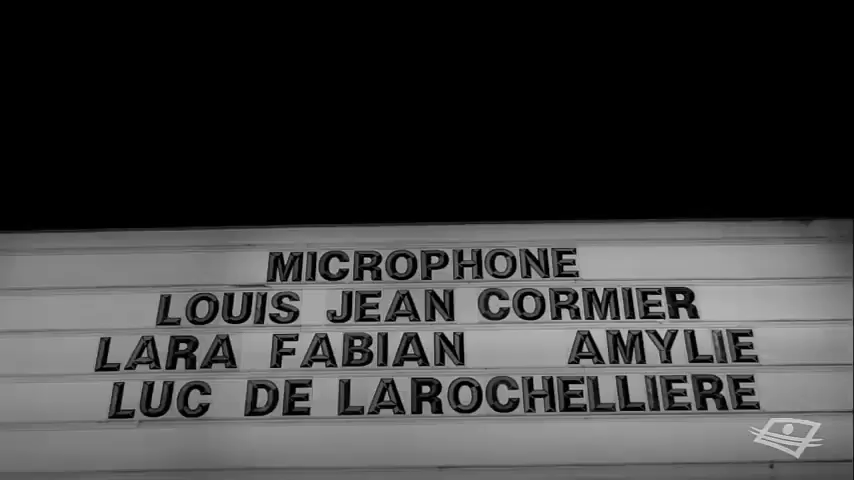 MICROPHONE
LOUIS JEAN CORMIER
LARA FABIAN AMYLIE
LUC DE LAROCHELLIERE